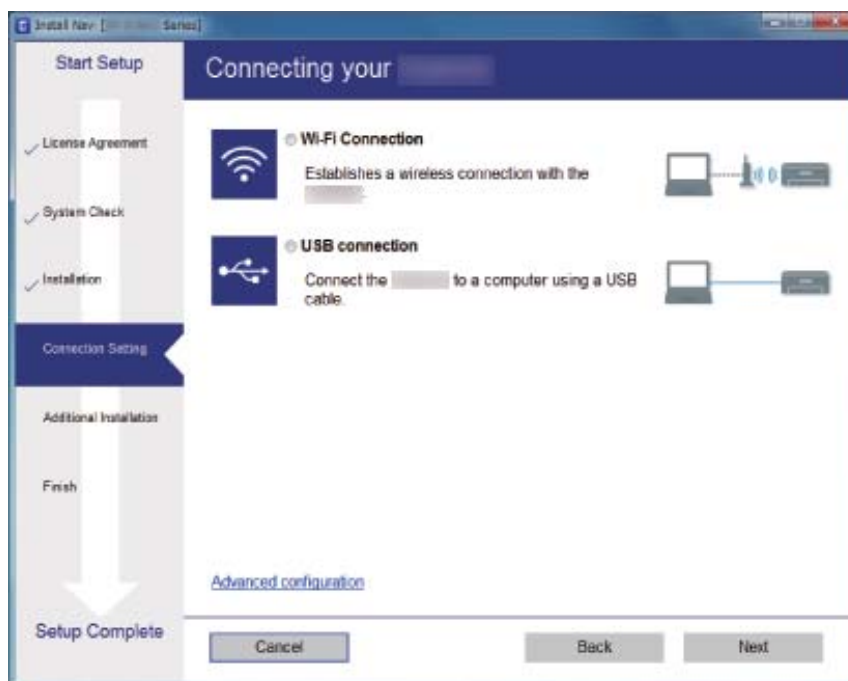 Install Nav [ Series]
Start Setup
License Agreement
System Check
Installation
Connection Setting
Additional Installation
Finish
Setup Complete
Connecting your
Wi-Fi Connection
Establishes a wireless connection with the
.
USB connection
Connect the to a computer using a USB
cable.
Advanced configuration
Cancel
Back
Next